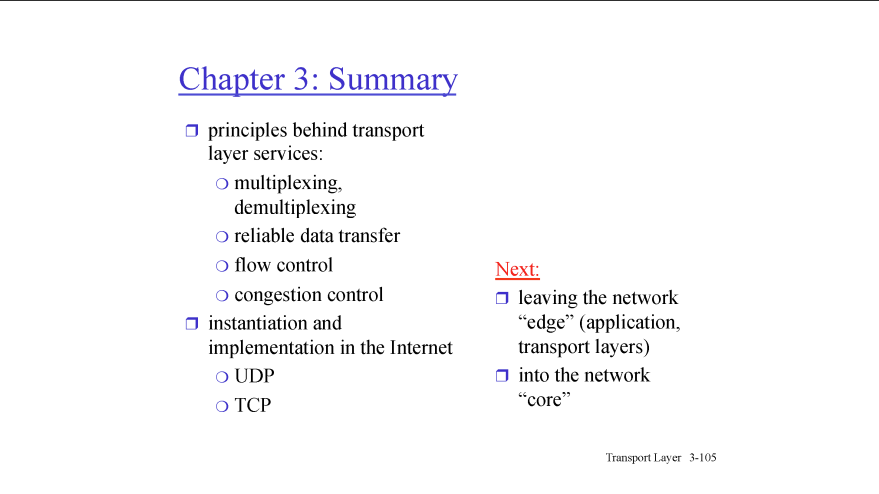 Chapter 3: Summary
principles behind transport
layer services:
multiplexing,
demultiplexing
reliable data transfer
flow control
congestion control
instantiation and
implementation in the Internet
UDP
TCP
Next:
leaving the network
“edge” (application,
transport layers)
into the network
“core”
Transport Layer 3-105